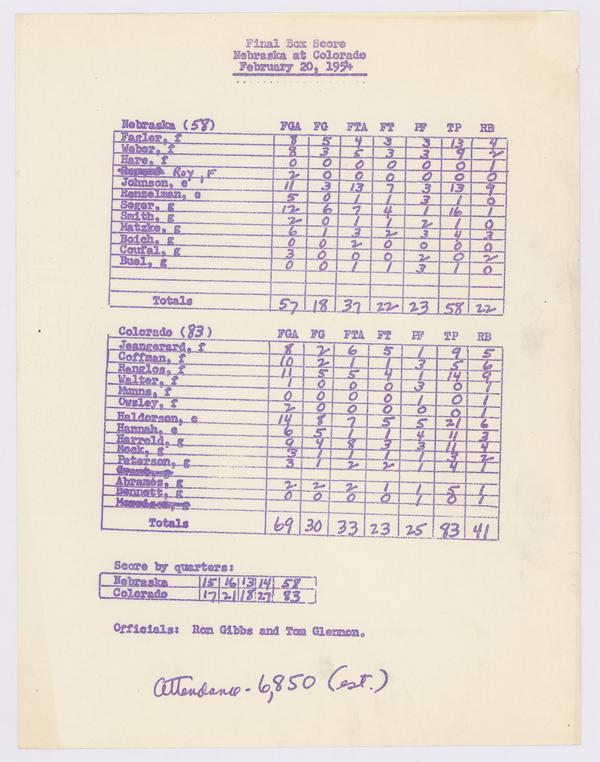 Final Box Score
Nebraska at Colorado
February 20, 1954
Nebraska (58) FGA FG FTA FT PF TP RB
Fagler, f 8 5 4 3 3 13 4
Weber, f 8 3 5 3 3 9 2
Hare, f 0 0 0 0 0 0 1
Roy, F 2 0 0 0 0 0 0
Johnson, c 11 3 13 7 3 13 9
Renzelman, c 5 0 1 1 3 1 0
Seger, g 12 6 7 4 1 16 1
Smith, g 2 0 1 1 2 1 0
Matzke, g 6 1 3 2 3 4 3
Boich, g 0 0 2 0 0 0 0
Coufal, g 3 0 0 0 2 0 2
Buel, g 0 0 1 1 3 1 0
Totals 57 18 37 22 23 58 22
Colorado (83) FGA FG FTA FT PF TP RB
Jeangerard, f 8 2 6 5 1 9 5
Coffman, f 10 2 1 1 3 5 6
Ranglos, f 11 5 5 4 1 14 9
Walter, f 1 0 0 0 3 0 1
Munns, f 0 0 0 0 1 0 1
Owsley, f 2 0 0 0 0 0 1
Haldorson, c 14 8 7 5 5 21 6
Hannah, c 6 5 1 1 4 11 3
Harrold, g 9 4 8 3 3 11 4
Mock, g 3 1 1 1 1 3 2
Peterson, g 3 1 2 2 1 4 1
Grant, g
Abrames, g 2 2 2 1 1 5 1
Bennett, g 0 0 0 0 1 0 1
Morrison, g
Totals 69 30 33 23 25 83 41
Score by quarters:
Nebraska 15 16 13 14 58
Colorado 17 21 18 27 83
Officials: Ron Gibbs and Tom Glennon.
Attendance - 6,850 (est.)